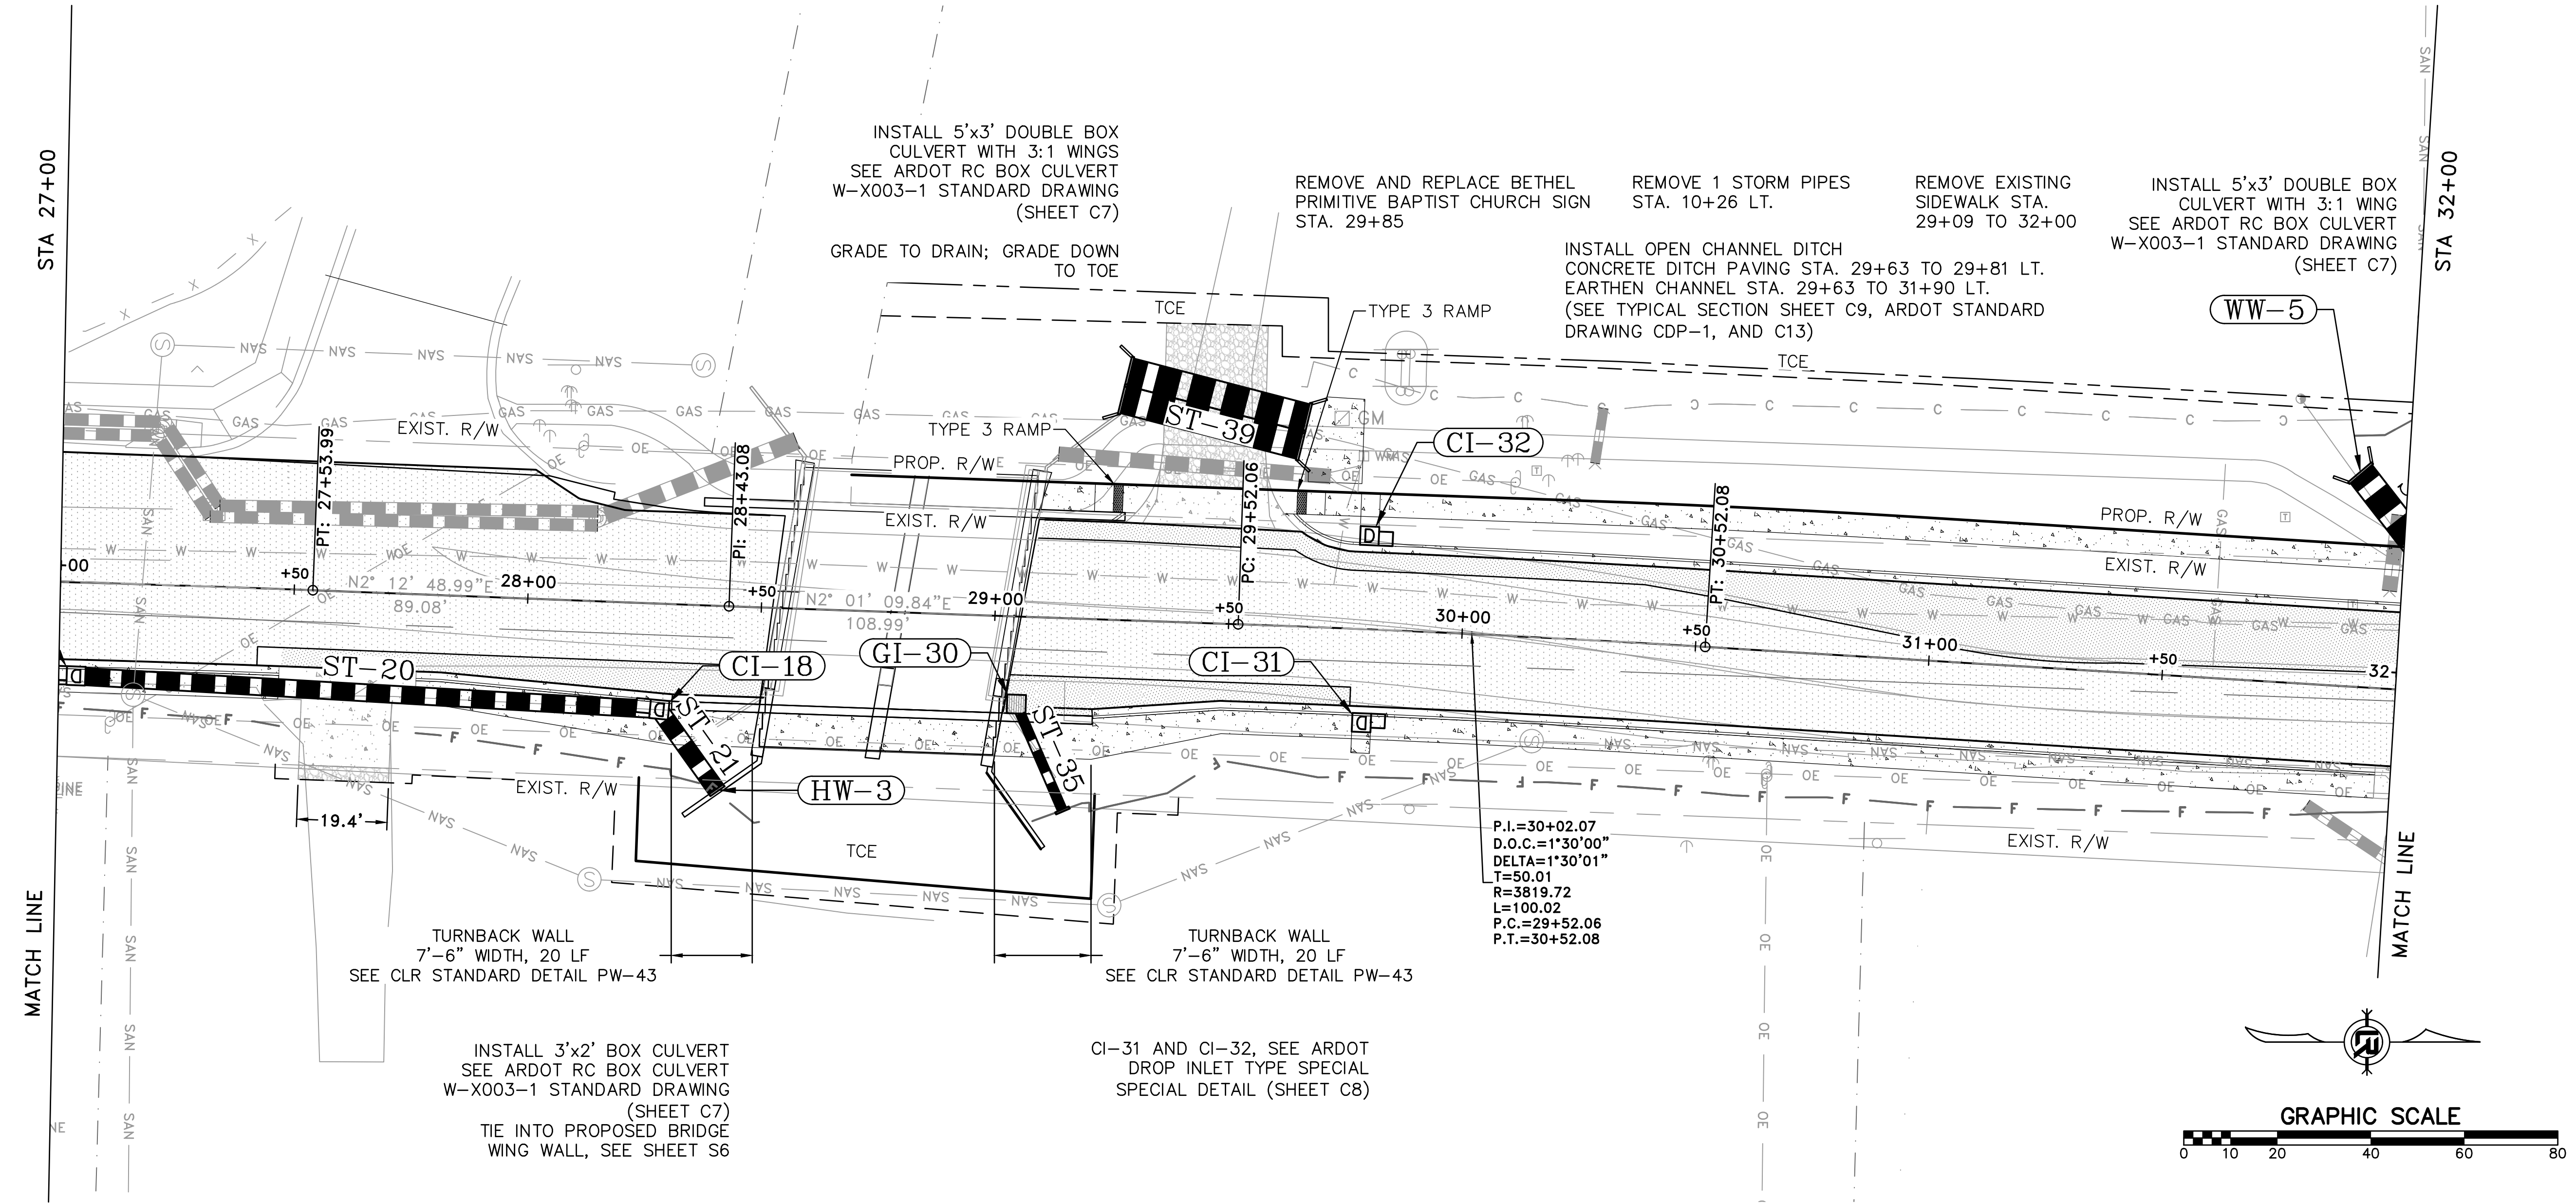 STA 27+00
MATCH LINE
INSTALL 5'x3' DOUBLE BOX
CULVERT WITH 3:1 WINGS
SEE ARDOT RC BOX CULVERT
W-X003-1 STANDARD DRAWING
(SHEET C7)
GRADE TO DRAIN; GRADE DOWN
TO TOE
REMOVE AND REPLACE BETHEL
PRIMITIVE BAPTIST CHURCH SIGN
STA. 29+85
REMOVE 1 STORM PIPES
STA. 10+26 LT.
REMOVE EXISTING
SIDEWALK STA.
29+09 TO 32+00
INSTALL 5'x3' DOUBLE BOX
CULVERT WITH 3:1 WING
SEE ARDOT RC BOX CULVERT
W-X003-1 STANDARD DRAWING
(SHEET C7)
INSTALL OPEN CHANNEL DITCH
CONCRETE DITCH PAVING STA. 29+63 TO 29+81 LT.
EARTHEN CHANNEL STA. 29+63 TO 31+90 LT.
(SEE TYPICAL SECTION SHEET C9, ARDOT STANDARD
DRAWING CDP-1, AND C13)
STA 32+00
MATCH LINE
WW-5
TCE
TYPE 3 RAMP
TCE
ST-39
TYPE 3 RAMP
CI-32
GM
WM
EXIST. R/W
PROP. R/W
EXIST. R/W
PROP. R/W
EXIST. R/W
PT: 27+53.99
PI: 28+43.08
PC: 29+52.06
PT: 30+52.08
+00
+50
28+00
+50
29+00
+50
30+00
+50
31+00
+50
32
N2° 12' 48.99"E
89.08'
N2° 01' 09.84"E
108.99'
ST-20
CI-18
ST-21
GI-30
ST-35
CI-31
HW-3
EXIST. R/W
TCE
19.4'
EXIST. R/W
P.I.=30+02.07
D.O.C.=1°30'00"
DELTA=1°30'01"
T=50.01
R=3819.72
L=100.02
P.C.=29+52.06
P.T.=30+52.08
TURNBACK WALL
7'-6" WIDTH, 20 LF
SEE CLR STANDARD DETAIL PW-43
TURNBACK WALL
7'-6" WIDTH, 20 LF
SEE CLR STANDARD DETAIL PW-43
INSTALL 3'x2' BOX CULVERT
SEE ARDOT RC BOX CULVERT
W-X003-1 STANDARD DRAWING
(SHEET C7)
TIE INTO PROPOSED BRIDGE
WING WALL, SEE SHEET S6
CI-31 AND CI-32, SEE ARDOT
DROP INLET TYPE SPECIAL
SPECIAL DETAIL (SHEET C8)
GRAPHIC SCALE
0 10 20 40 60 80